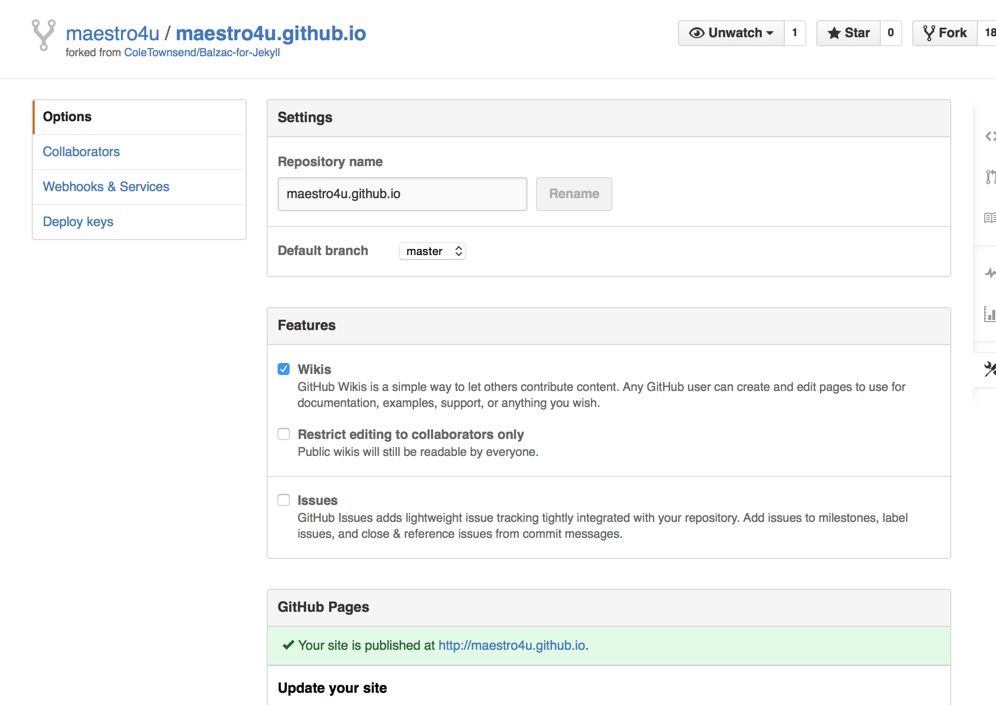 maestro4u / maestro4u.github.io
forked from ColeTownsend/Balzac-for-Jekyll
Unwatch 1
Star 0
Fork 18
Options
Collaborators
Webhooks & Services
Deploy keys
Settings
Repository name
maestro4u.github.io Rename
Default branch master
Features
Wikis
GitHub Wikis is a simple way to let others contribute content. Any GitHub user can create and edit pages to use for
documentation, examples, support, or anything you wish.
Restrict editing to collaborators only
Public wikis will still be readable by everyone.
Issues
GitHub Issues adds lightweight issue tracking tightly integrated with your repository. Add issues to milestones, label
issues, and close & reference issues from commit messages.
GitHub Pages
Your site is published at http://maestro4u.github.io.
Update your site